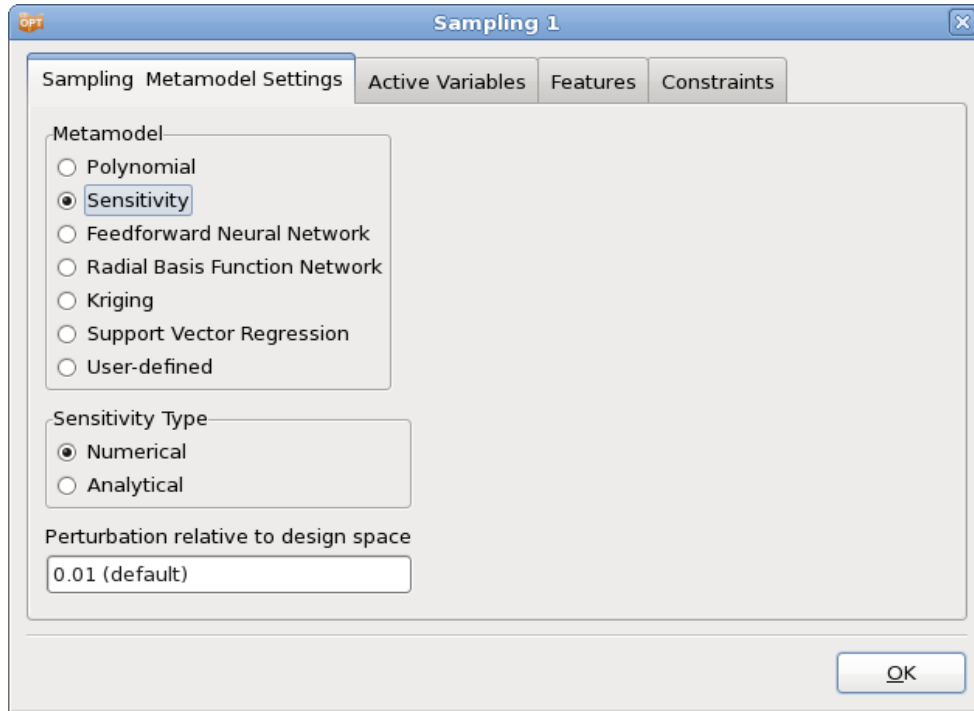 OPT Sampling 1
Sampling Metamodel Settings Active Variables Features Constraints
Metamodel
Polynomial
Sensitivity
Feedforward Neural Network
Radial Basis Function Network
Kriging
Support Vector Regression
User-defined
Sensitivity Type
Numerical
Analytical
Perturbation relative to design space
0.01 (default)
OK